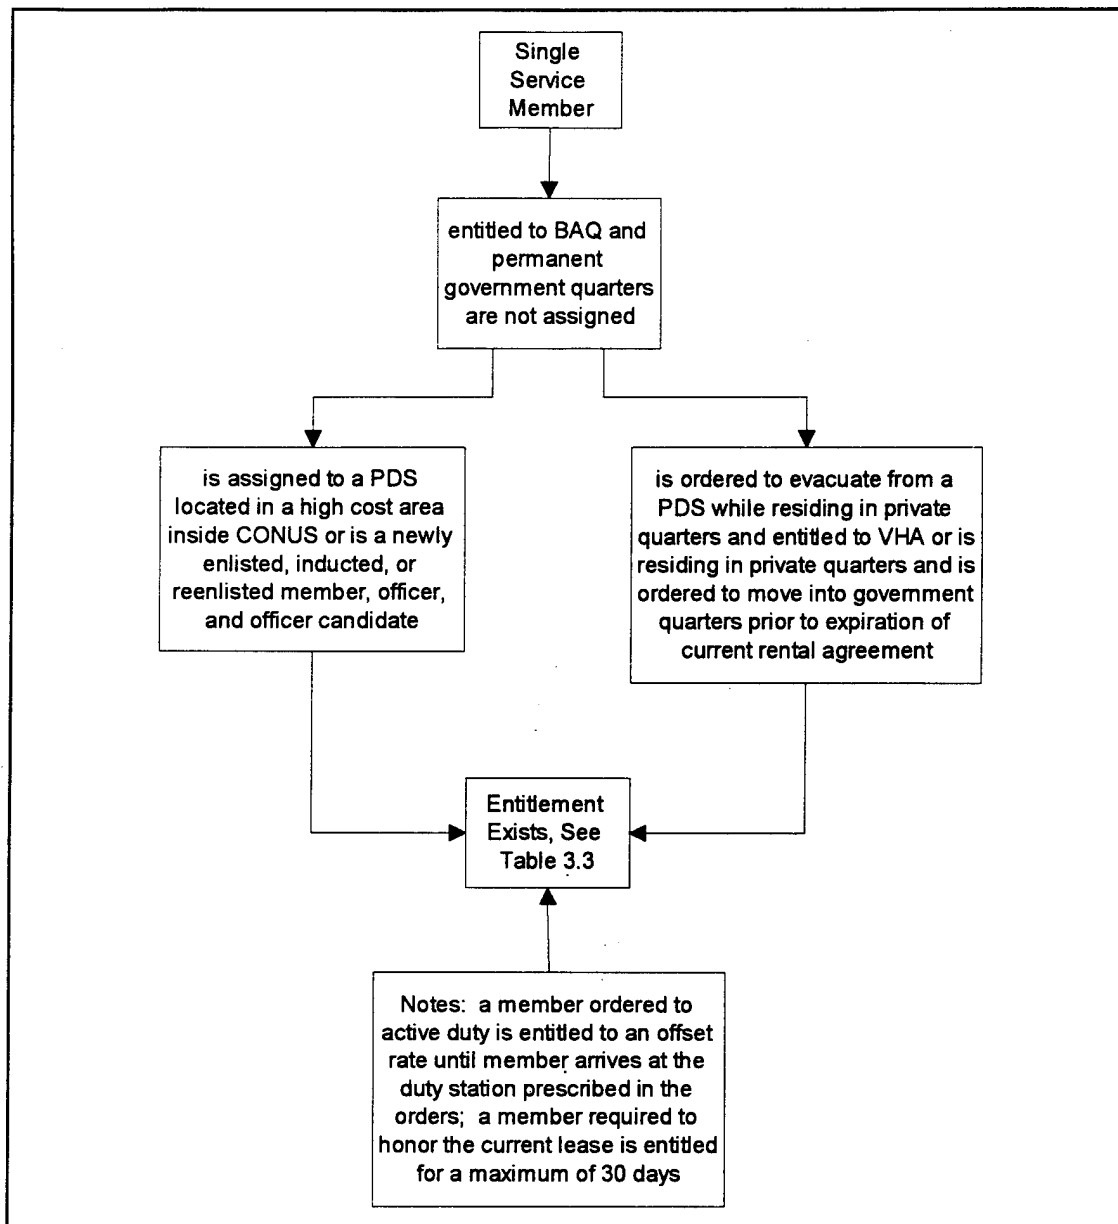 Single
Service
Member
entitled to BAQ and
permanent
government quarters
are not assigned
is assigned to a PDS
located in a high cost area
inside CONUS or is a newly
enlisted, inducted, or
reenlisted member, officer,
and officer candidate
is ordered to evacuate from a
PDS while residing in private
quarters and entitled to VHA or is
residing in private quarters and is
ordered to move into government
quarters prior to expiration of
current rental agreement
Entitlement
Exists, See
Table 3.3
Notes: a member ordered to
active duty is entitled to an offset
rate until member arrives at the
duty station prescribed in the
orders; a member required to
honor the current lease is entitled
for a maximum of 30 days